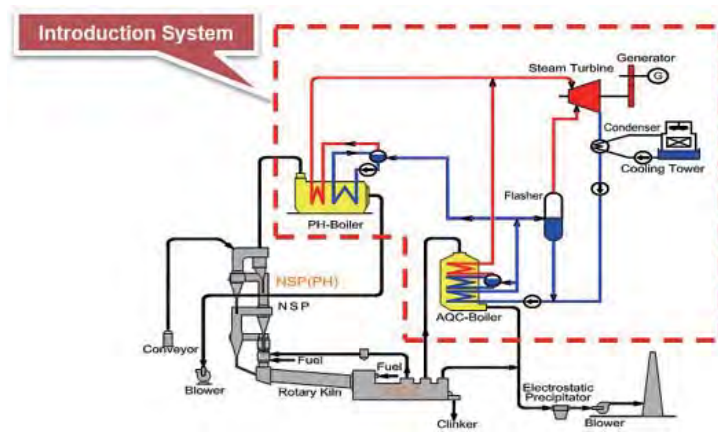 Introduction System
Generator
Steam Turbine
G
Condenser
Cooling Tower
Flasher
PH-Boiler
NSP(PH)
NSP
AQC-Boiler
Conveyor
Fuel
Fuel
Blower
Rotary Kiln
Electrostatic
Precipitator
Blower
Clinker